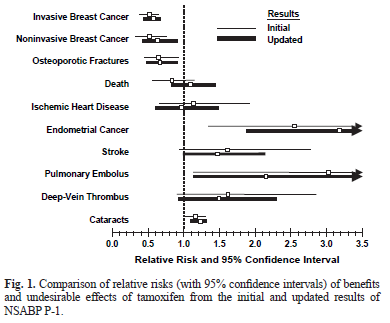 Results
Initial
Updated
Invasive Breast Cancer
Noninvasive Breast Cancer
Osteoporotic Fractures
Death
Ischemic Heart Disease
Endometrial Cancer
Stroke
Pulmonary Embolus
Deep-Vein Thrombus
Cataracts
0.0 0.5 1.0 1.5 2.0 2.5 3.0 3.5
Relative Risk and 95% Confidence Interval
Fig. 1. Comparison of relative risks (with 95% confidence intervals) of benefits
and undesirable effects of tamoxifen from the initial and updated results of
NSABP P-1.